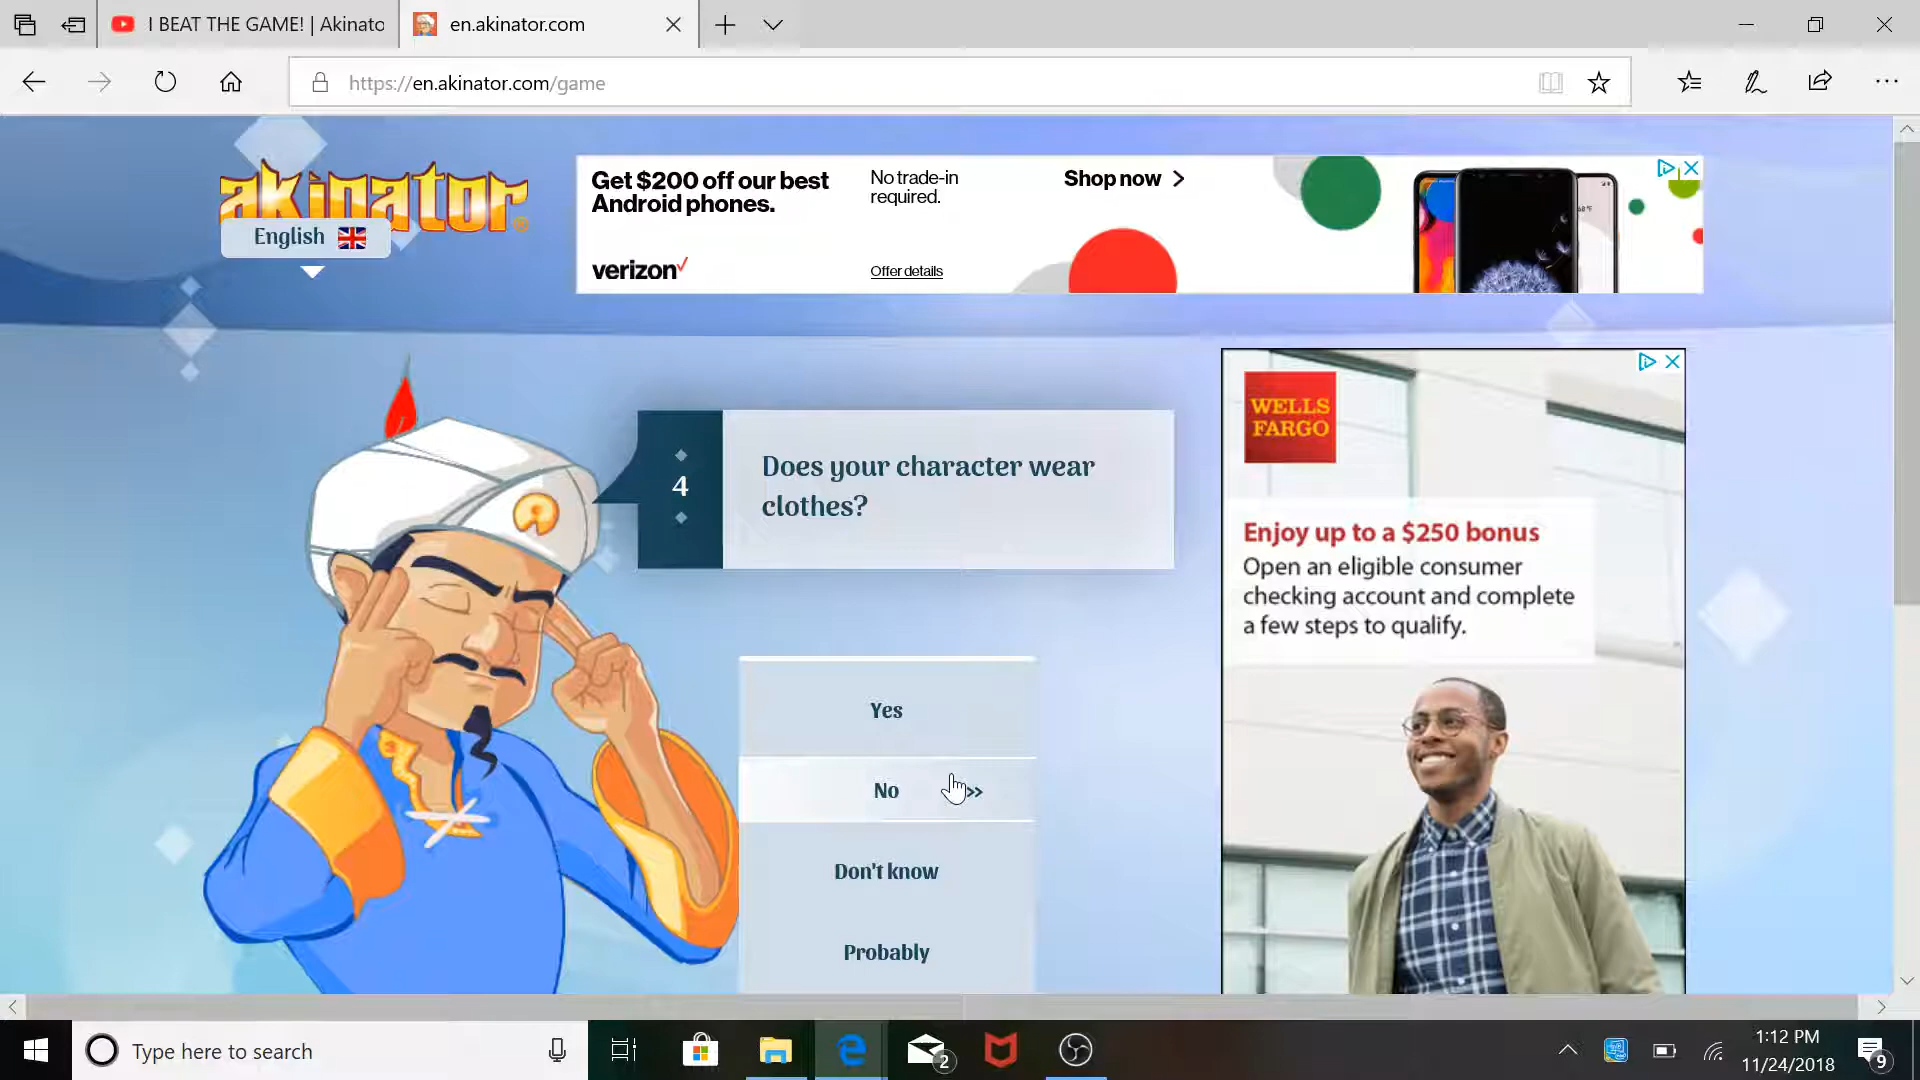 I BEAT THE GAME! | Akinato
en.akinator.com
https://en.akinator.com/game
akinator
English
Get $200 off our best
Android phones.
No trade-in
required.
Shop now
verizon
Offer details
WELLS
FARGO
Enjoy up to a $250 bonus
Open an eligible consumer
checking account and complete
a few steps to qualify.
4
Does your character wear
clothes?
Yes
No >>
Don't know
Probably
Type here to search
2
1:12 PM
11/24/2018
9